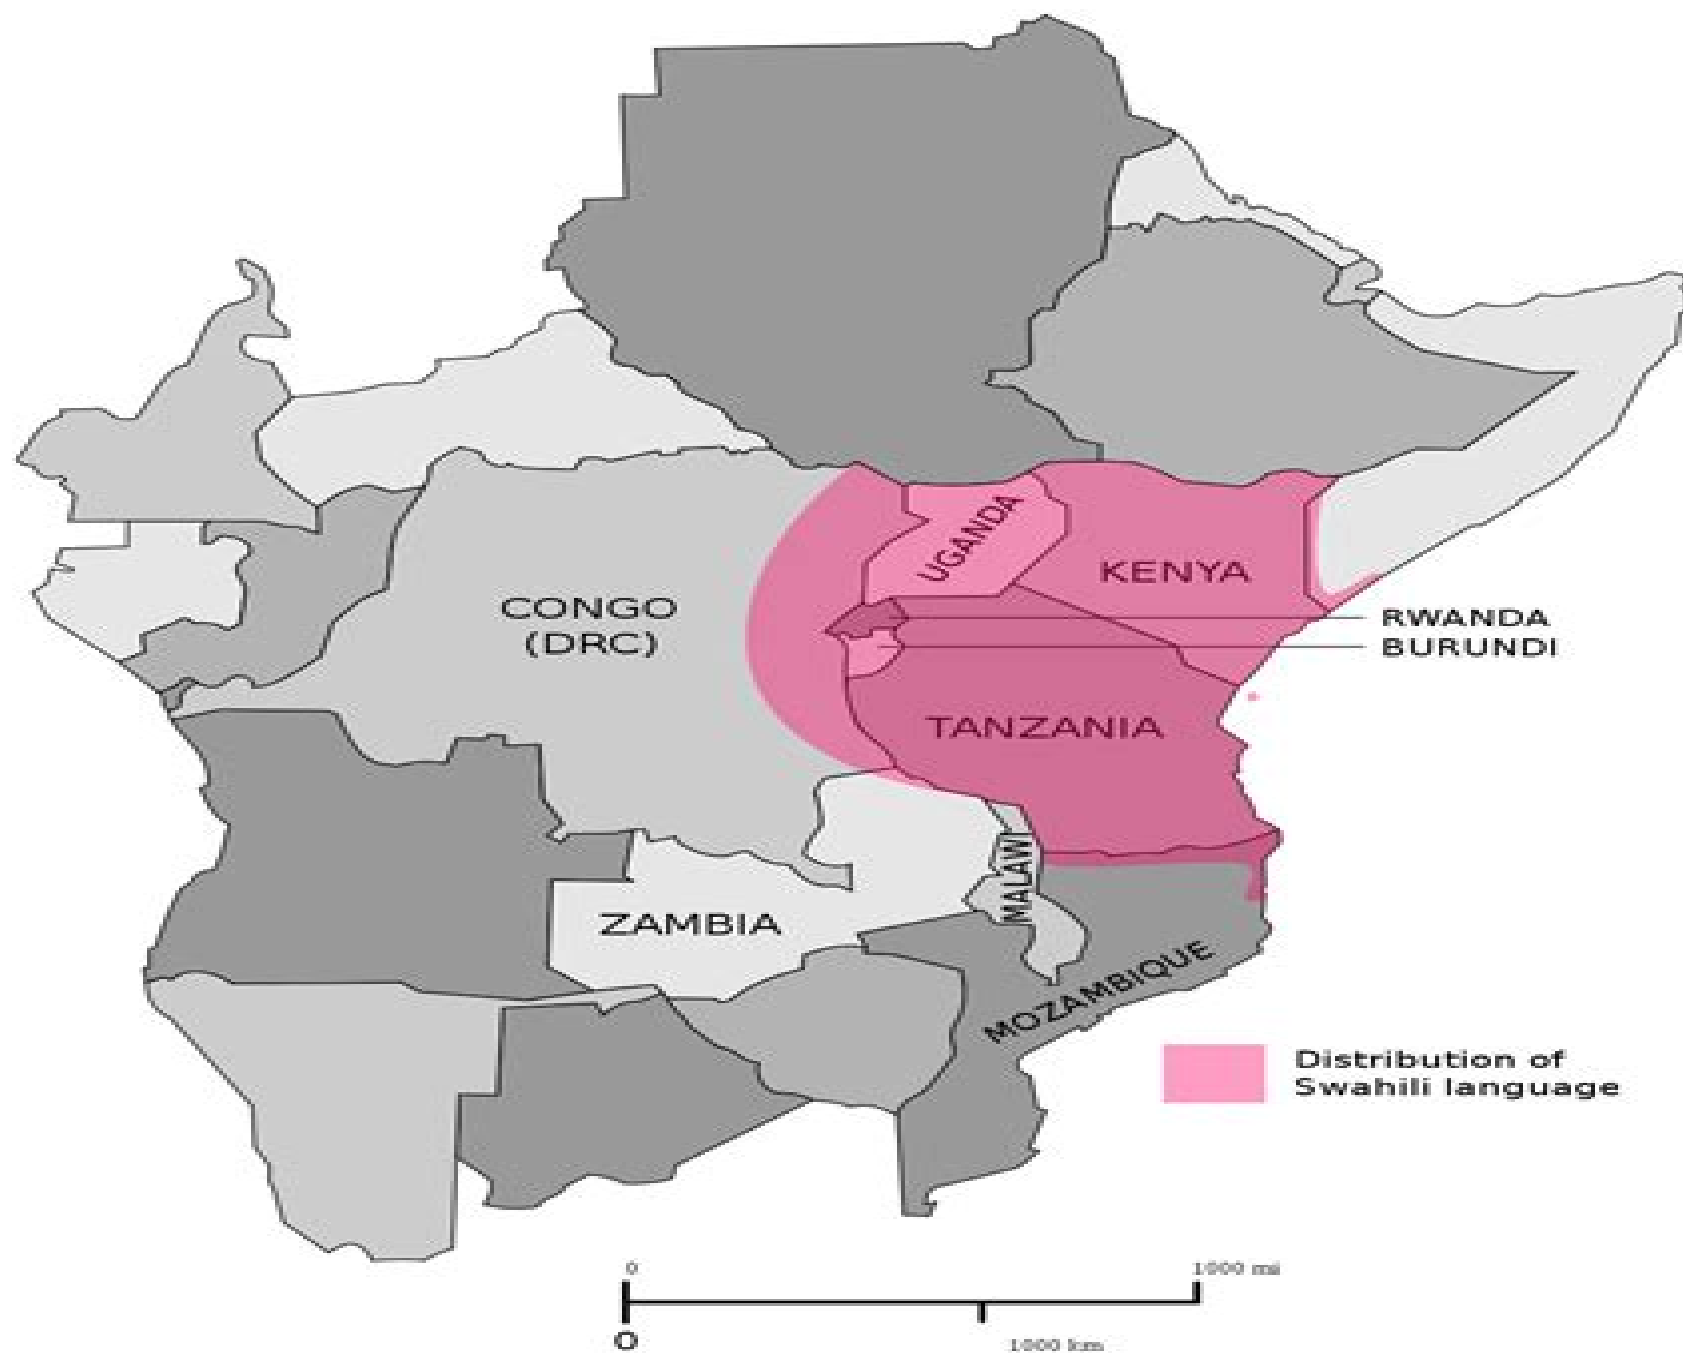 UGANDA
KENYA
CONGO
(DRC)
RWANDA
BURUNDI
TANZANIA
MALAWI
ZAMBIA
MOZAMBIQUE
Distribution of
Swahili language
0
1000 mi
0
1000 km